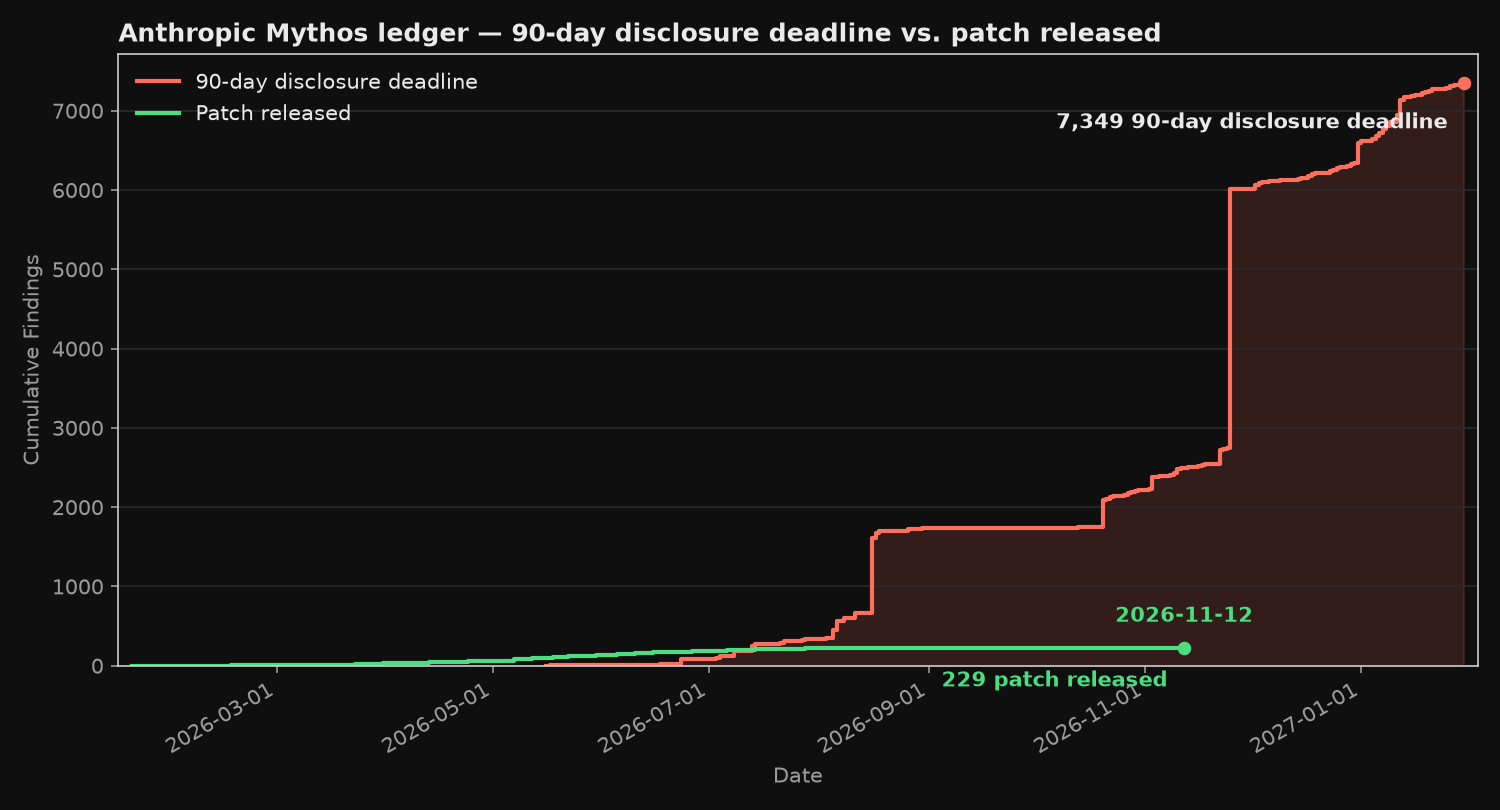 Anthropic Mythos ledger — 90-day disclosure deadline vs. patch released
90-day disclosure deadline
Patch released
7,349 90-day disclosure deadline
2026-11-12
229 patch released
Cumulative Findings
7000
6000
5000
4000
3000
2000
1000
0
2026-03-01
2026-05-01
2026-07-01
2026-09-01
2026-11-01
2027-01-01
Date